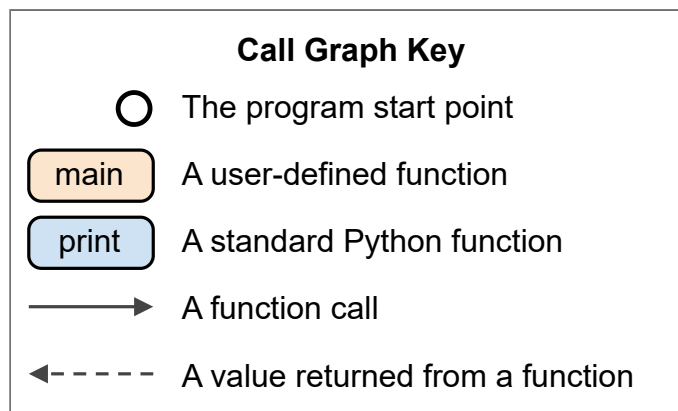 Call Graph Key
The program start point
main A user-defined function
print A standard Python function
A function call
A value returned from a function